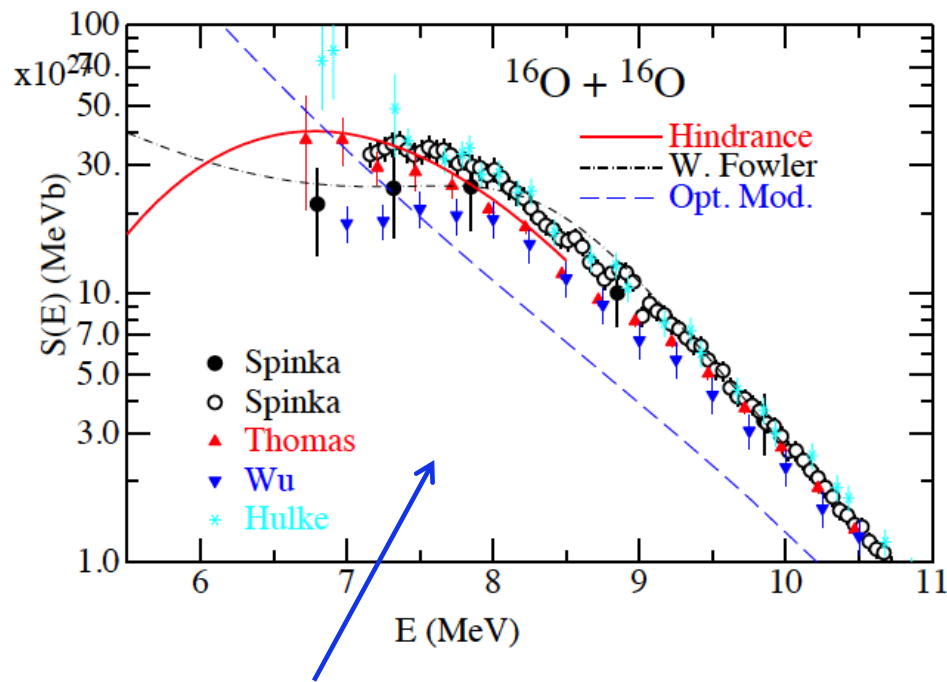 100
x10^27
70.
50.
30.
10.
7.0
5.0
3.0
1.0
S(E) (MeVb)
^16O + ^16O
Hindrance
W. Fowler
Opt. Mod.
Spinka
Spinka
Thomas
Wu
Hulke
6 7 8 9 10 11
E (MeV)